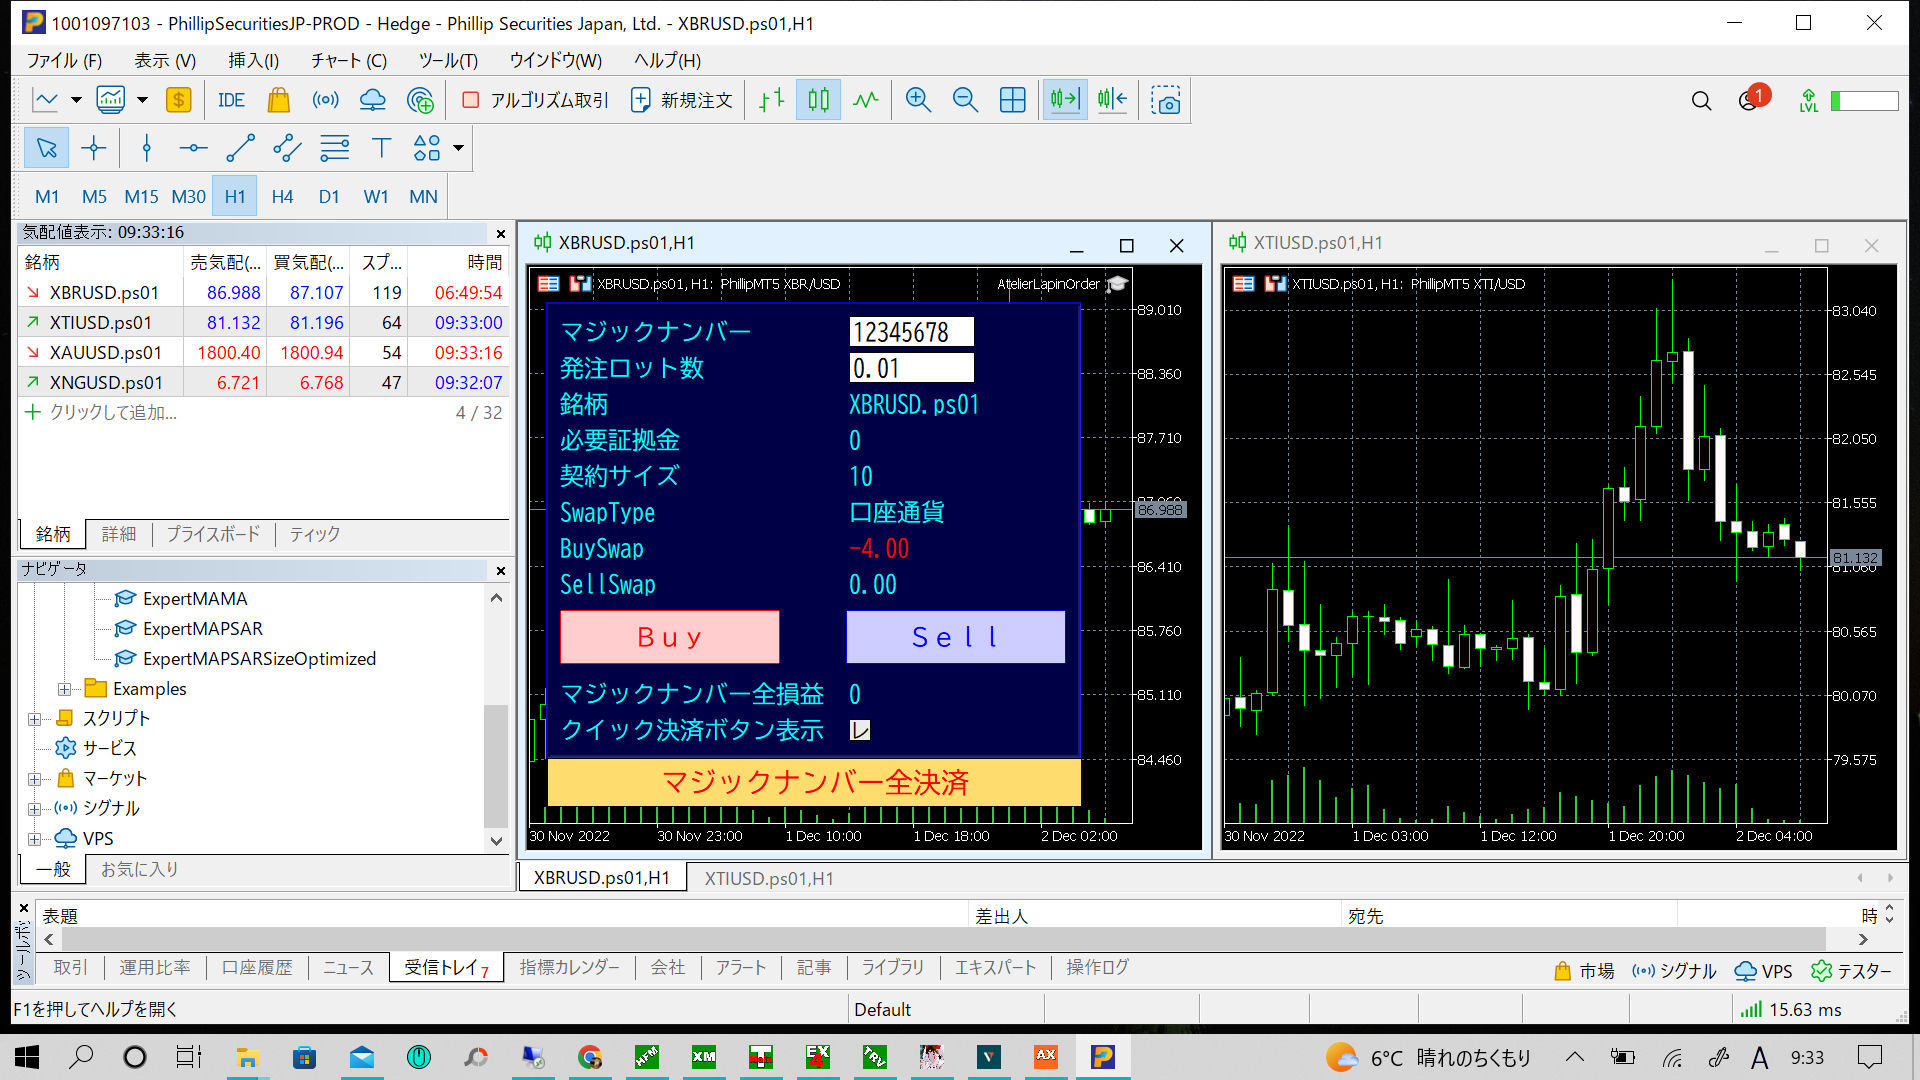 1001097103 - PhillipSecuritiesJP-PROD - Hedge - Phillip Securities Japan, Ltd. - XBRUSD.ps01,H1
ファイル (F) 表示 (V) 挿入(I) チャート (C) ツール(T) ウインドウ(W) ヘルプ(H)
IDE アルゴリズム取引 新規注文 1 LVL
M1 M5 M15 M30 H1 H4 D1 W1 MN
気配値表示: 09:33:16
銘柄 売気配(... 買気配(... スプ... 時間
XBRUSD.ps01 86.988 87.107 119 06:49:54
XTIUSD.ps01 81.132 81.196 64 09:33:00
XAUUSD.ps01 1800.40 1800.94 54 09:33:16
XNGUSD.ps01 6.721 6.768 47 09:32:07
クリックして追加... 4 / 32
銘柄 詳細 プライスボード ティック
ナビゲータ
ExpertMAMA
ExpertMAPSAR
ExpertMAPSARSizeOptimized
Examples
スクリプト
サービス
マーケット
シグナル
VPS
一般 お気に入り
XBRUSD.ps01,H1
XBRUSD.ps01, H1: PhillipMT5 XBR/USD AtelierLapinOrder
マジックナンバー 12345678
発注ロット数 0.01
銘柄 XBRUSD.ps01
必要証拠金 0
契約サイズ 10
SwapType 口座通貨
BuySwap -4.00
SellSwap 0.00
Buy Sell
マジックナンバー全損益 0
クイック決済ボタン表示 レ
マジックナンバー全決済
89.010
88.360
87.710
87.060
86.988
86.410
85.760
85.110
84.460
30 Nov 2022 30 Nov 23:00 1 Dec 10:00 1 Dec 18:00 2 Dec 02:00
XTIUSD.ps01,H1
XTIUSD.ps01, H1: PhillipMT5 XTI/USD
83.040
82.545
82.050
81.555
81.132
81.060
80.565
80.070
79.575
30 Nov 2022 1 Dec 03:00 1 Dec 12:00 1 Dec 20:00 2 Dec 04:00
XBRUSD.ps01,H1 XTIUSD.ps01,H1
表題 差出人 宛先 時
取引 運用比率 口座履歴 ニュース 受信トレイ7 指標カレンダー 会社 アラート 記事 ライブラリ エキスパート 操作ログ
市場 シグナル VPS テスター
F1を押してヘルプを開く Default 15.63 ms
HFM XM EX 4 TRV V AX
6°C 晴れのちくもり A 9:33